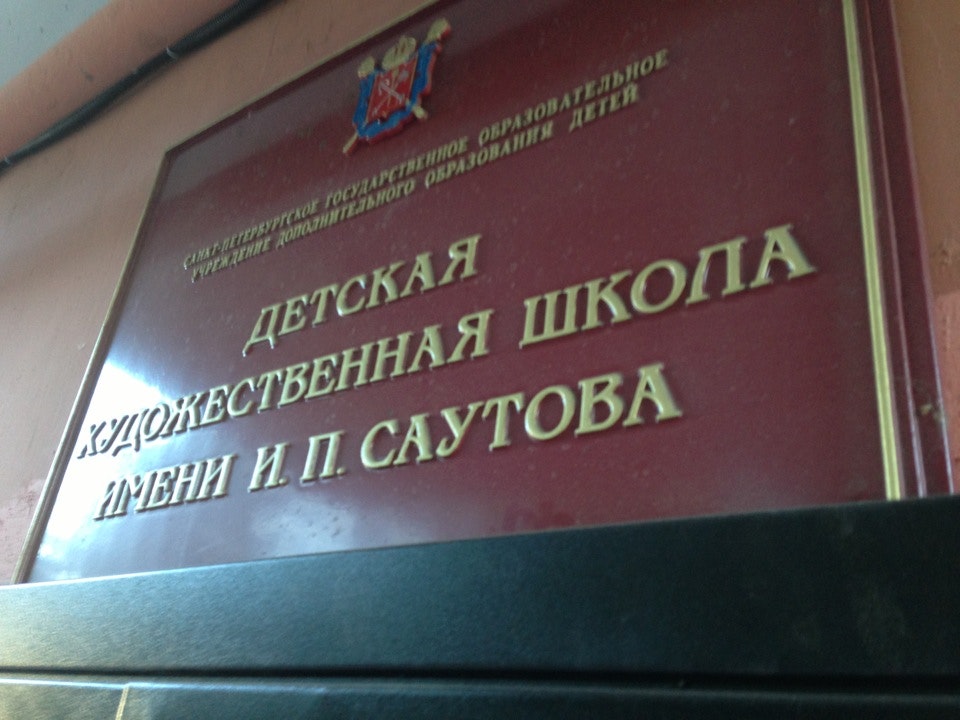 САНКТ-ПЕТЕРБУРГСКОЕ ГОСУДАРСТВЕННОЕ ОБРАЗОВАТЕЛЬНОЕ
УЧРЕЖДЕНИЕ ДОПОЛНИТЕЛЬНОГО ОБРАЗОВАНИЯ ДЕТЕЙ
ДЕТСКАЯ
ХУДОЖЕСТВЕННАЯ ШКОЛА
ИМЕНИ И. П. САУТОВА